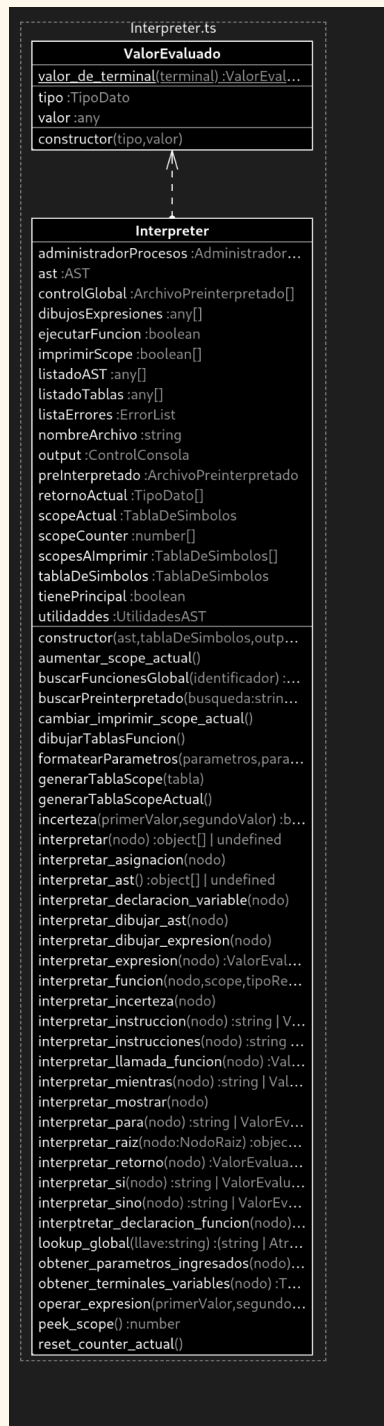 Interpreter.ts
ValorEvaluado
valor_de_terminal(terminal) :ValorEval...
tipo :TipoDato
valor :any
constructor(tipo,valor)
Interpreter
administradorProcesos :Administrador...
ast :AST
controlGlobal :ArchivoPreinterpretado[]
dibujosExpresiones :any[]
ejecutarFuncion :boolean
imprimirScope :boolean[]
listadoAST :any[]
listadoTablas :any[]
listaErrores :ErrorList
nombreArchivo :string
output :ControlConsola
preInterpretado :ArchivoPreinterpretado
retornoActual :TipoDato[]
scopeActual :TablaDeSimbolos
scopeCounter :number[]
scopesAImprimir :TablaDeSimbolos[]
tablaDeSimbolos :TablaDeSimbolos
tienePrincipal :boolean
utilidaddes :UtilidadesAST
constructor(ast,tablaDeSimbolos,outp...
aumentar_scope_actual()
buscarFuncionesGlobal(identificador) :...
buscarPreinterpretado(busqueda:strin...
cambiar_imprimir_scope_actual()
dibujarTablasFuncion()
formatearParametros(parametros,para...
generarTablaScope(tabla)
generarTablaScopeActual()
incerteza(primerValor,segundoValor) :b...
interpretar(nodo) :object[] | undefined
interpretar_asignacion(nodo)
interpretar_ast() :object[] | undefined
interpretar_declaracion_variable(nodo)
interpretar_dibujar_ast(nodo)
interpretar_dibujar_expresion(nodo)
interpretar_expresion(nodo) :ValorEval...
interpretar_funcion(nodo,scope,tipoRe...
interpretar_incerteza(nodo)
interpretar_instruccion(nodo) :string | V...
interpretar_instrucciones(nodo) :string ...
interpretar_llamada_funcion(nodo) :Val...
interpretar_mientras(nodo) :string | Val...
interpretar_mostrar(nodo)
interpretar_para(nodo) :string | ValorEv...
interpretar_raiz(nodo:NodoRaiz) :objec...
interpretar_retorno(nodo) :ValorEvalua...
interpretar_si(nodo) :string | ValorEvalu...
interpretar_sino(nodo) :string | ValorEv...
interptretar_declaracion_funcion(nodo)...
lookup_global(llave:string) :(string | Atr...
obtener_parametros_ingresados(nodo)...
obtener_terminales_variables(nodo) :T...
operar_expresion(primerValor,segundo...
peek_scope() :number
reset_counter_actual()